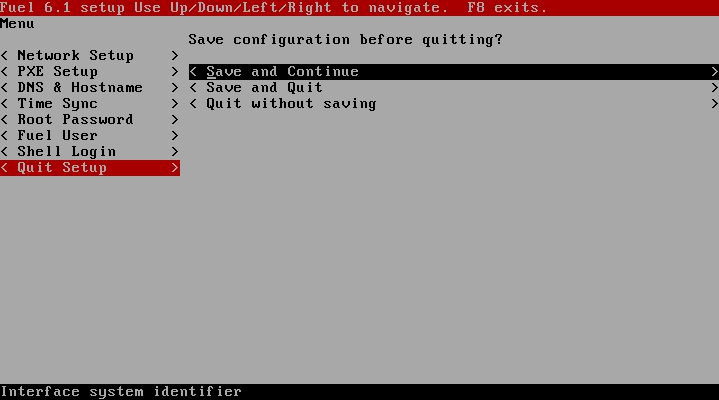 Fuel 6.1 setup Use Up/Down/Left/Right to navigate.  F8 exits.
Menu
< Network Setup    >
< PXE Setup        >
< DNS & Hostname   >
< Time Sync        >
< Root Password    >
< Fuel User        >
< Shell Login      >
< Quit Setup       >
Save configuration before quitting?
< Save and Continue >
< Save and Quit >
< Quit without saving >
Interface system identifier